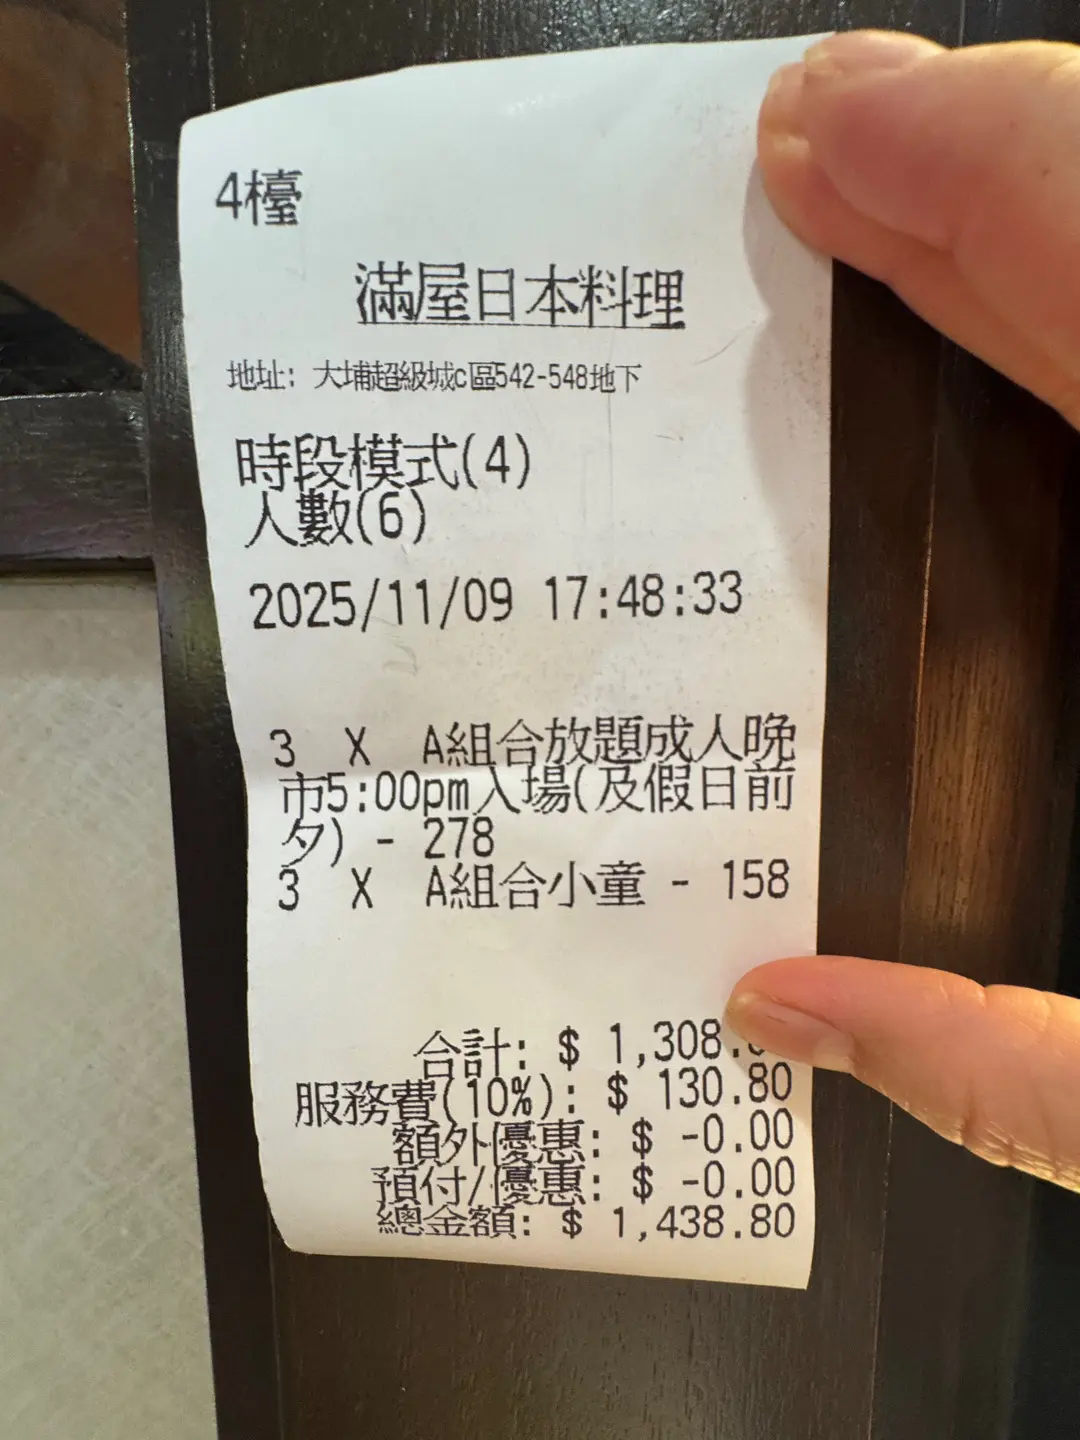 4檯
滿屋日本料理
地址: 大埔超級城c區542-548地下
時段模式(4)
人數(6)
2025/11/09 17:48:33
3 X A組合放題成人晚
市5:00pm入場(及假日前
夕) - 278
3 X A組合小童 - 158
合計: $ 1,308.
服務費(10%): $ 130.80
額外優惠: $ -0.00
預付/優惠: $ -0.00
總金額: $ 1,438.80